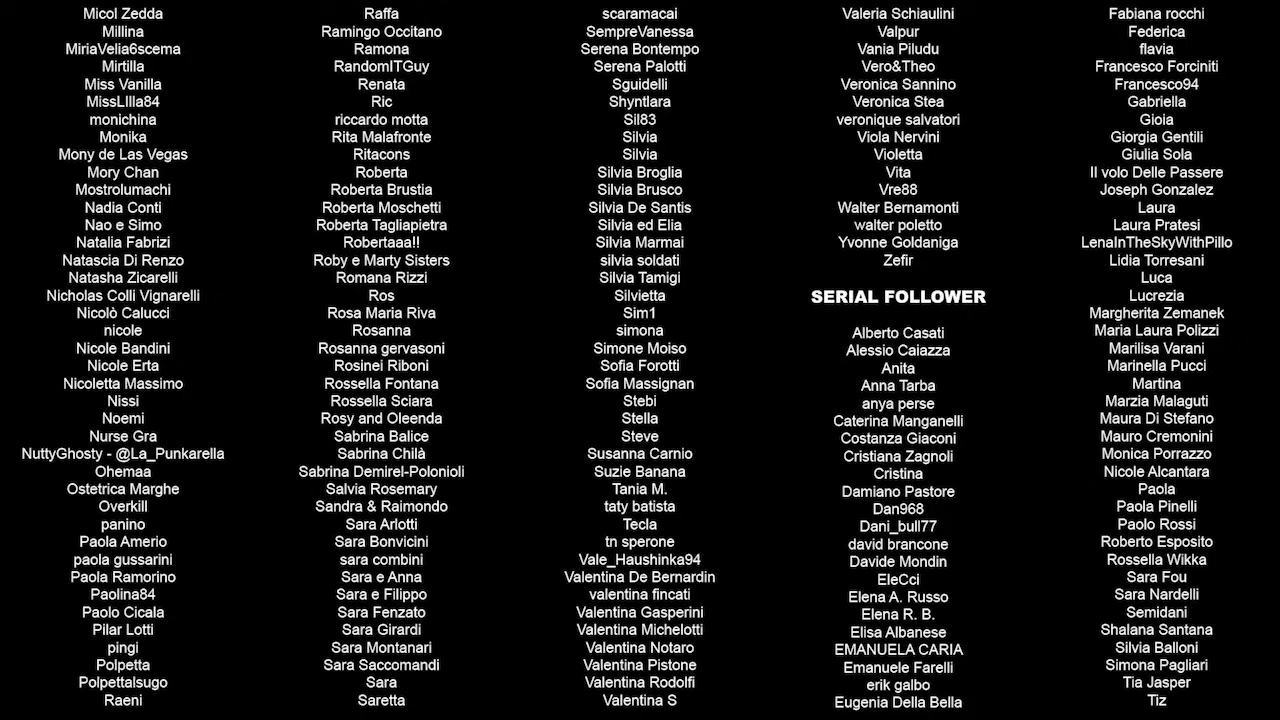 Micol Zedda
Millina
MiriaVelia6scema
Mirtilla
Miss Vanilla
MissLIlla84
monichina
Monika
Mony de Las Vegas
Mory Chan
Mostrolumachi
Nadia Conti
Nao e Simo
Natalia Fabrizi
Natascia Di Renzo
Natasha Zicarelli
Nicholas Colli Vignarelli
Nicolò Calucci
nicole
Nicole Bandini
Nicole Erta
Nicoletta Massimo
Nissi
Noemi
Nurse Gra
NuttyGhosty - @La_Punkarella
Ohemaa
Ostetrica Marghe
Overkill
panino
Paola Amerio
paola gussarini
Paola Ramorino
Paolina84
Paolo Cicala
Pilar Lotti
pingi
Polpetta
Polpettalsugo
Raeni
Raffa
Ramingo Occitano
Ramona
RandomITGuy
Renata
Ric
riccardo motta
Rita Malafronte
Ritacons
Roberta
Roberta Brustia
Roberta Moschetti
Roberta Tagliapietra
Robertaaa!!
Roby e Marty Sisters
Romana Rizzi
Ros
Rosa Maria Riva
Rosanna
Rosanna gervasoni
Rosinei Riboni
Rossella Fontana
Rossella Sciara
Rosy and Oleenda
Sabrina Balice
Sabrina Chilà
Sabrina Demirel-Polonioli
Salvia Rosemary
Sandra & Raimondo
Sara Arlotti
Sara Bonvicini
sara combini
Sara e Anna
Sara e Filippo
Sara Fenzato
Sara Girardi
Sara Montanari
Sara Saccomandi
Sara
Saretta
scaramacai
SempreVanessa
Serena Bontempo
Serena Palotti
Sguidelli
Shyntlara
Sil83
Silvia
Silvia
Silvia Broglia
Silvia Brusco
Silvia De Santis
Silvia ed Elia
Silvia Marmai
silvia soldati
Silvia Tamigi
Silvietta
Sim1
simona
Simone Moiso
Sofia Forotti
Sofia Massignan
Stebi
Stella
Steve
Susanna Carnio
Suzie Banana
Tania M.
taty batista
Tecla
tn sperone
Vale_Haushinka94
Valentina De Bernardin
valentina fincati
Valentina Gasperini
Valentina Michelotti
Valentina Notaro
Valentina Pistone
Valentina Rodolfi
Valentina S
Valeria Schiaulini
Valpur
Vania Piludu
Vero&Theo
Veronica Sannino
Veronica Stea
veronique salvatori
Viola Nervini
Violetta
Vita
Vre88
Walter Bernamonti
walter poletto
Yvonne Goldaniga
Zefir
SERIAL FOLLOWER
Alberto Casati
Alessio Caiazza
Anita
Anna Tarba
anya perse
Caterina Manganelli
Costanza Giaconi
Cristiana Zagnoli
Cristina
Damiano Pastore
Dan968
Dani_bull77
david brancone
Davide Mondin
EleCci
Elena A. Russo
Elena R. B.
Elisa Albanese
EMANUELA CARIA
Emanuele Farelli
erik galbo
Eugenia Della Bella
Fabiana rocchi
Federica
flavia
Francesco Forciniti
Francesco94
Gabriella
Gioia
Giorgia Gentili
Giulia Sola
Il volo Delle Passere
Joseph Gonzalez
Laura
Laura Pratesi
LenaInTheSkyWithPillo
Lidia Torresani
Luca
Lucrezia
Margherita Zemanek
Maria Laura Polizzi
Marilisa Varani
Marinella Pucci
Martina
Marzia Malaguti
Maura Di Stefano
Mauro Cremonini
Monica Porrazzo
Nicole Alcantara
Paola
Paola Pinelli
Paolo Rossi
Roberto Esposito
Rossella Wikka
Sara Fou
Sara Nardelli
Semidani
Shalana Santana
Silvia Balloni
Simona Pagliari
Tia Jasper
Tiz